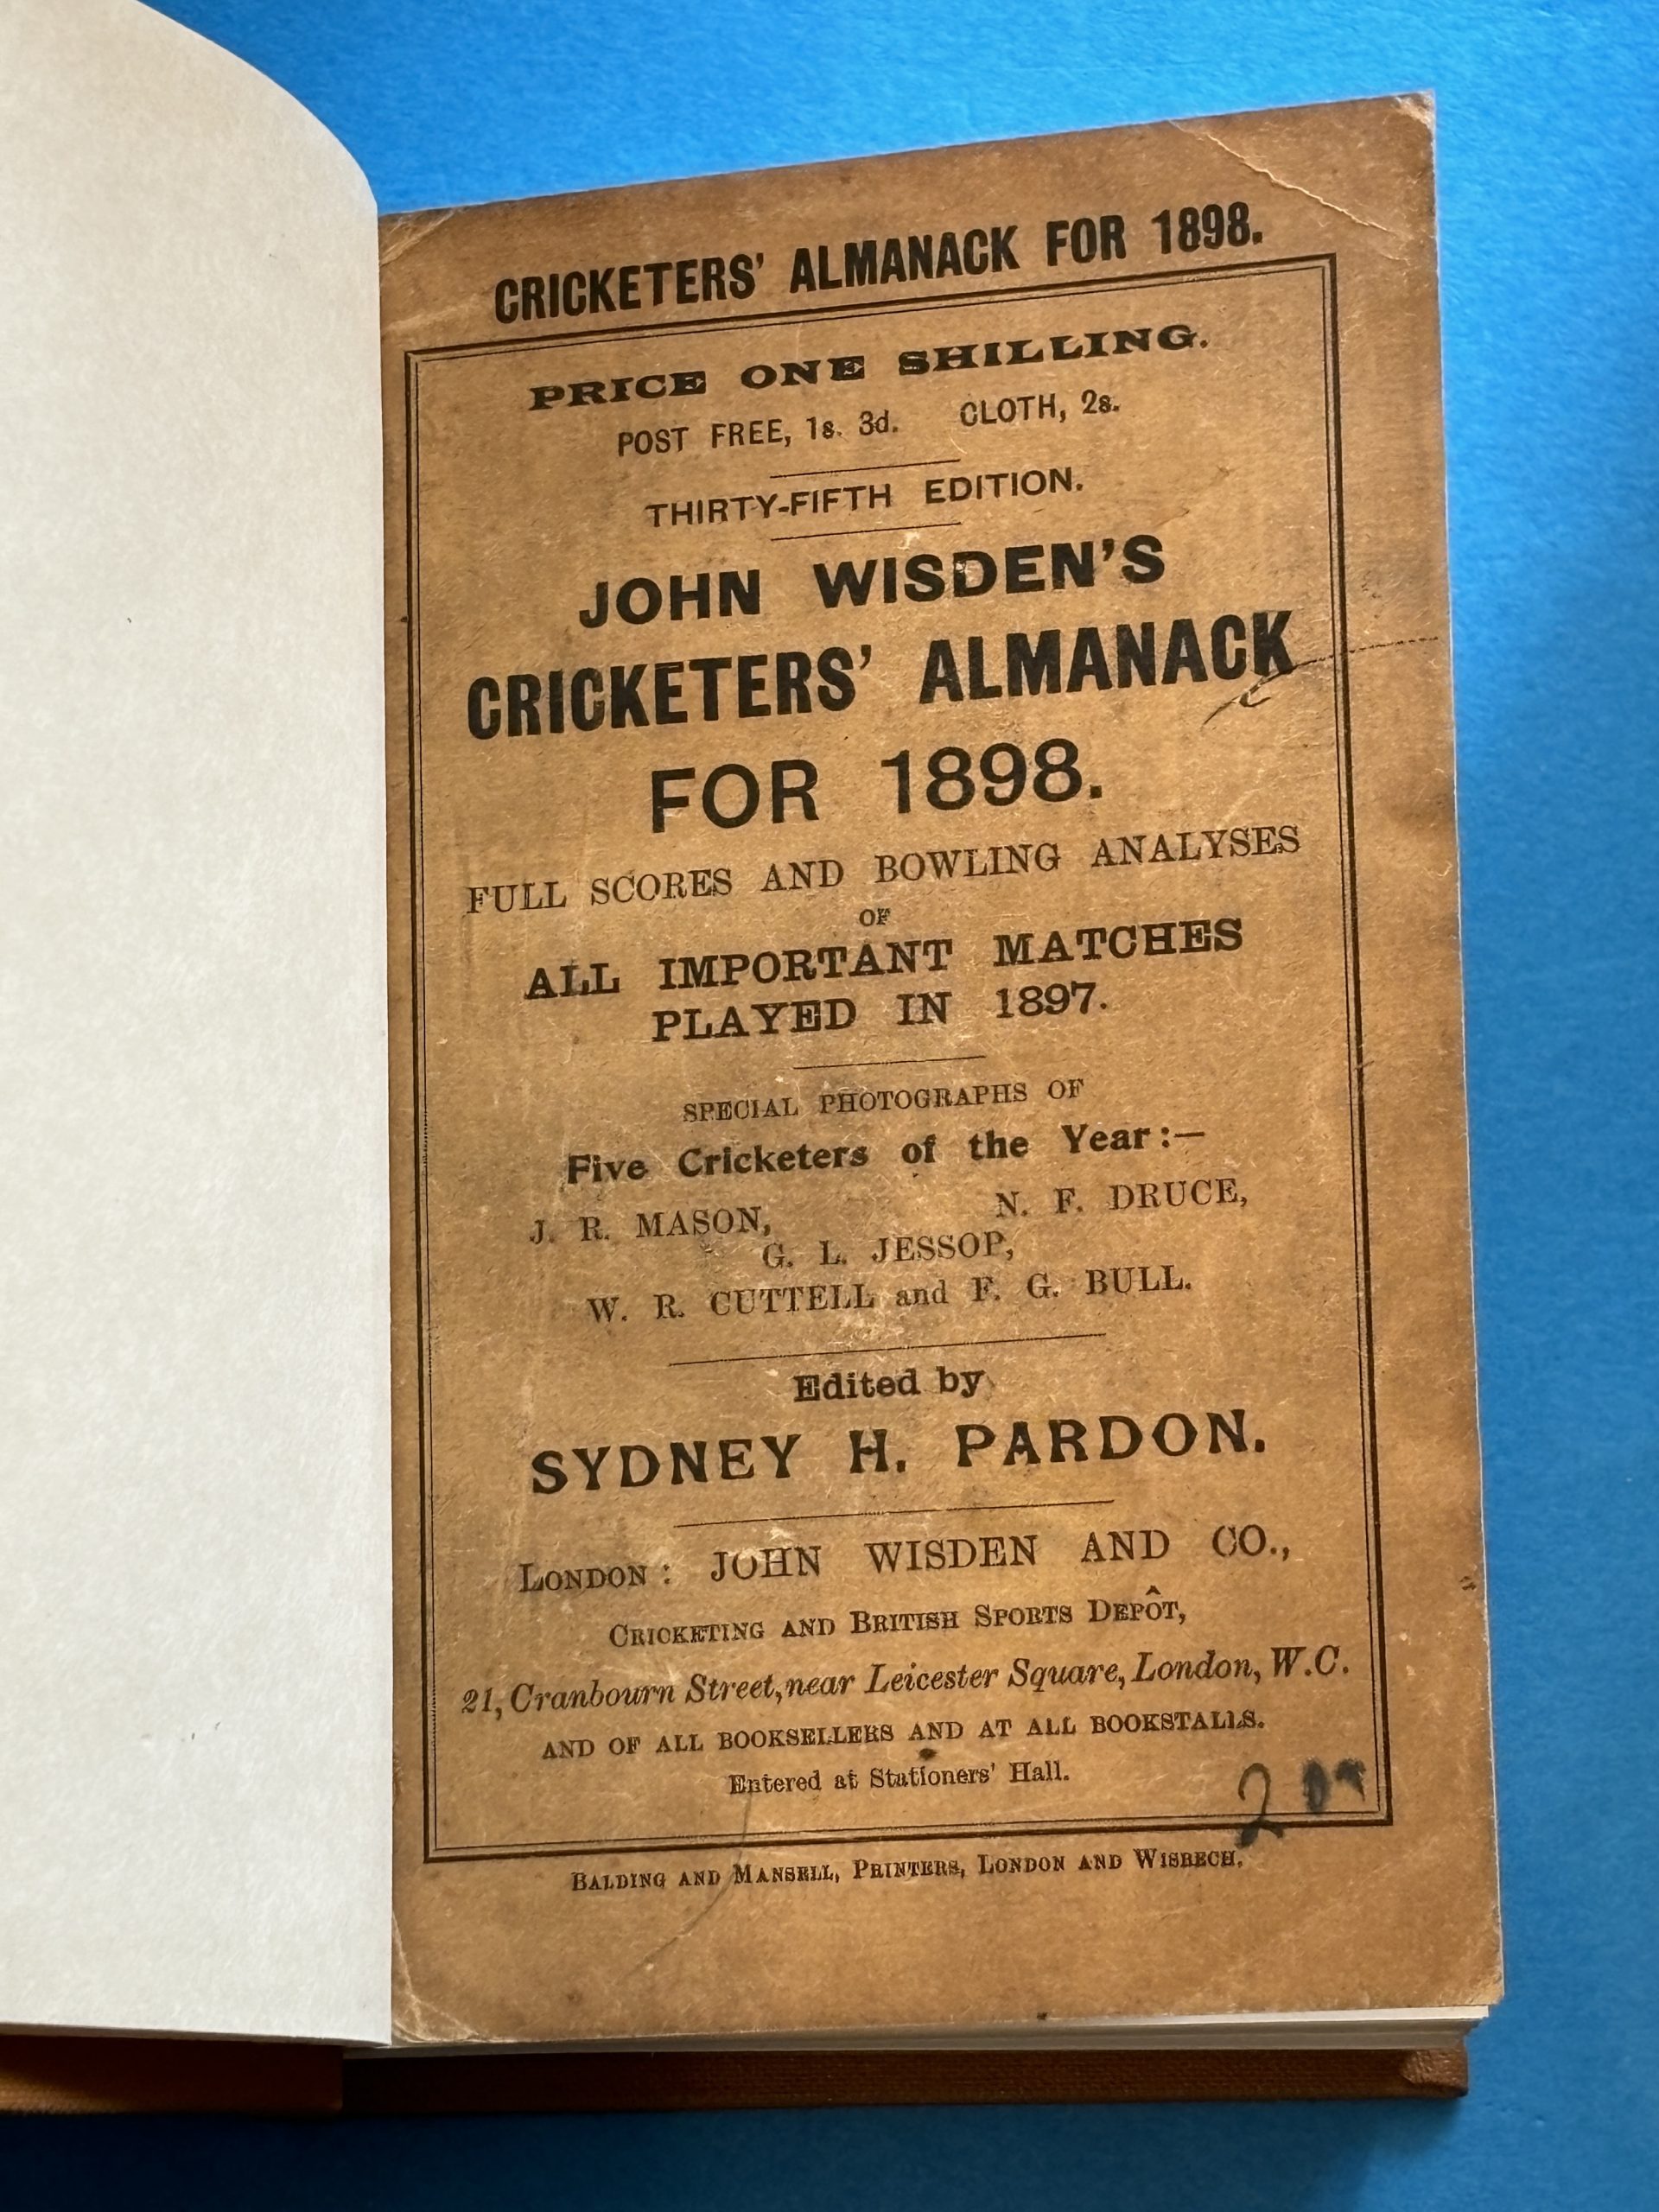 CRICKETERS' ALMANACK FOR 1898.
PRICE ONE SHILLING.
POST FREE, 1s. 3d. CLOTH, 2s.
THIRTY-FIFTH EDITION.
JOHN WISDEN'S
CRICKETERS' ALMANACK
FOR 1898.
FULL SCORES AND BOWLING ANALYSES
OF
ALL IMPORTANT MATCHES
PLAYED IN 1897.
SPECIAL PHOTOGRAPHS OF
Five Cricketers of the Year:—
J. R. MASON, N. F. DRUCE,
G. L. JESSOP,
W. R. CUTTELL and F. G. BULL.
Edited by
SYDNEY H. PARDON.
LONDON: JOHN WISDEN AND CO.,
CRICKETING AND BRITISH SPORTS DEPÔT,
21, Cranbourn Street, near Leicester Square, London, W.C.
AND OF ALL BOOKSELLERS AND AT ALL BOOKSTALLS.
Entered at Stationers' Hall.
2
BALDING AND MANSELL, PRINTERS, LONDON AND WISBECH.